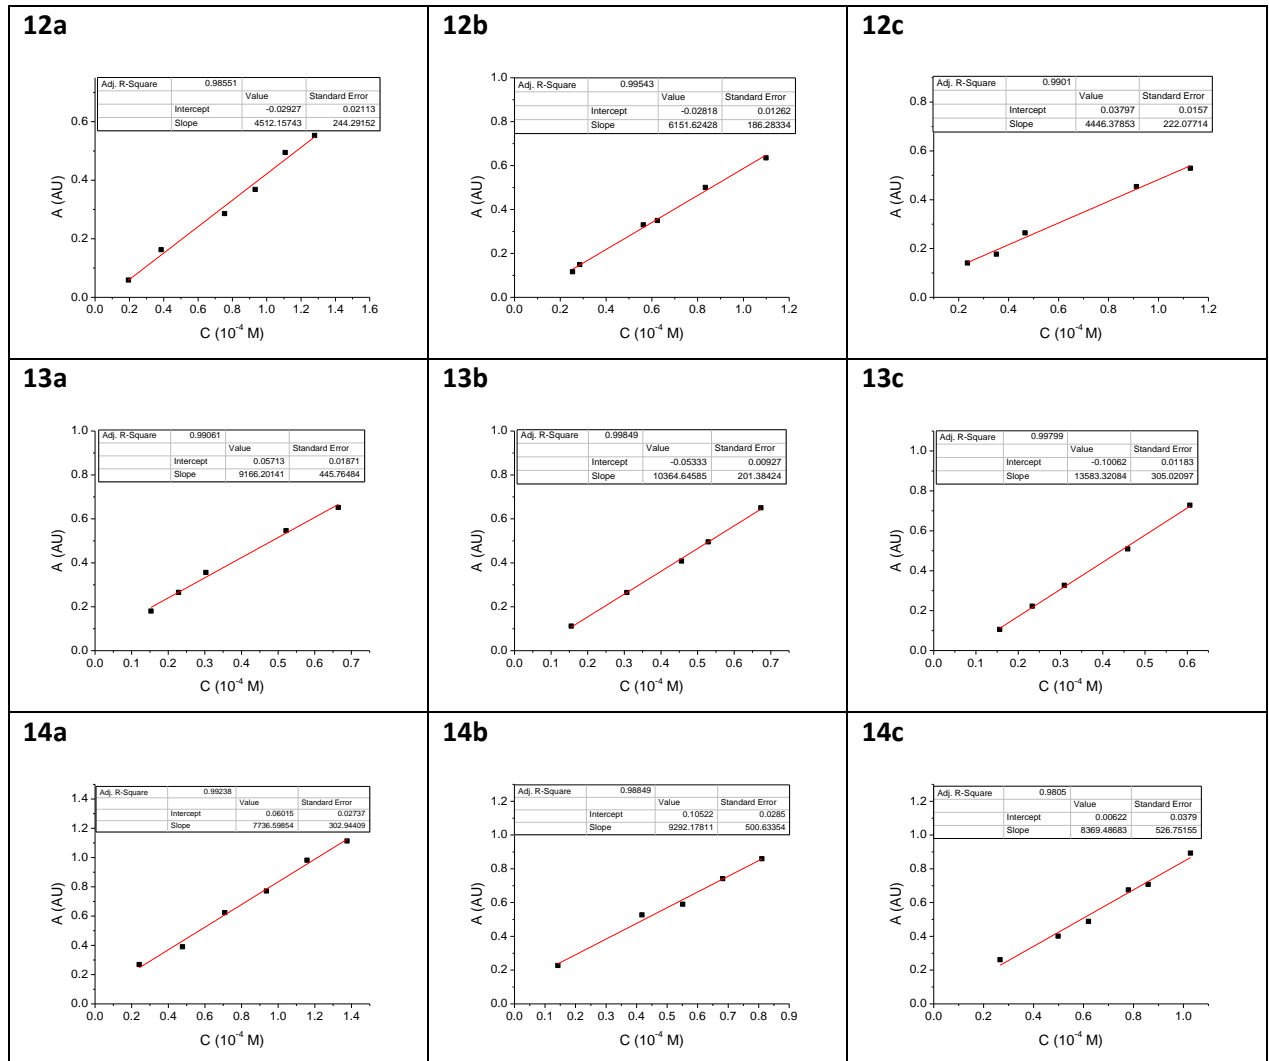 12a
Adj. R-Square 0.98551
Value Standard Error
Intercept -0.02927 0.02113
Slope 4512.15743 244.29152
0.6
0.4
0.2
0.0
A (AU)
0.0 0.2 0.4 0.6 0.8 1.0 1.2 1.4 1.6
C (10⁻⁴ M)
12b
1.0
Adj. R-Square 0.99543
Value Standard Error
Intercept -0.02818 0.01262
Slope 6151.62428 186.28334
0.8
0.6
0.4
0.2
0.0
A (AU)
0.0 0.2 0.4 0.6 0.8 1.0 1.2
C (10⁻⁴ M)
12c
Adj. R-Square 0.9901
Value Standard Error
Intercept 0.03797 0.0157
Slope 4446.37853 222.07714
0.8
0.6
0.4
0.2
0.0
A (AU)
0.2 0.4 0.6 0.8 1.0 1.2
C (10⁻⁴ M)
13a
1.0
Adj. R-Square 0.99061
Value Standard Error
Intercept 0.05713 0.01871
Slope 9166.20141 445.76484
0.8
0.6
0.4
0.2
0.0
A (AU)
0.0 0.1 0.2 0.3 0.4 0.5 0.6 0.7
C (10⁻⁴ M)
13b
1.0
Adj. R-Square 0.99849
Value Standard Error
Intercept -0.05333 0.00927
Slope 10364.64585 201.38424
0.8
0.6
0.4
0.2
0.0
A (AU)
0.0 0.1 0.2 0.3 0.4 0.5 0.6 0.7
C (10⁻⁴ M)
13c
Adj. R-Square 0.99799
Value Standard Error
Intercept -0.10062 0.01183
Slope 13583.32084 305.02097
1.0
0.8
0.6
0.4
0.2
0.0
A (AU)
0.0 0.1 0.2 0.3 0.4 0.5 0.6
C (10⁻⁴ M)
14a
Adj. R-Square 0.99238
Value Standard Error
Intercept 0.06015 0.02737
Slope 7736.59854 302.94409
1.4
1.2
1.0
0.8
0.6
0.4
0.2
0.0
A (AU)
0.0 0.2 0.4 0.6 0.8 1.0 1.2 1.4
C (10⁻⁴ M)
14b
Adj. R-Square 0.98849
Value Standard Error
Intercept 0.10522 0.0285
Slope 9292.17811 500.63354
1.2
1.0
0.8
0.6
0.4
0.2
0.0
A (AU)
0.0 0.1 0.2 0.3 0.4 0.5 0.6 0.7 0.8 0.9
C (10⁻⁴ M)
14c
Adj. R-Square 0.9805
Value Standard Error
Intercept 0.00622 0.0379
Slope 8369.48683 526.75155
1.2
1.0
0.8
0.6
0.4
0.2
0.0
A (AU)
0.0 0.2 0.4 0.6 0.8 1.0
C (10⁻⁴ M)